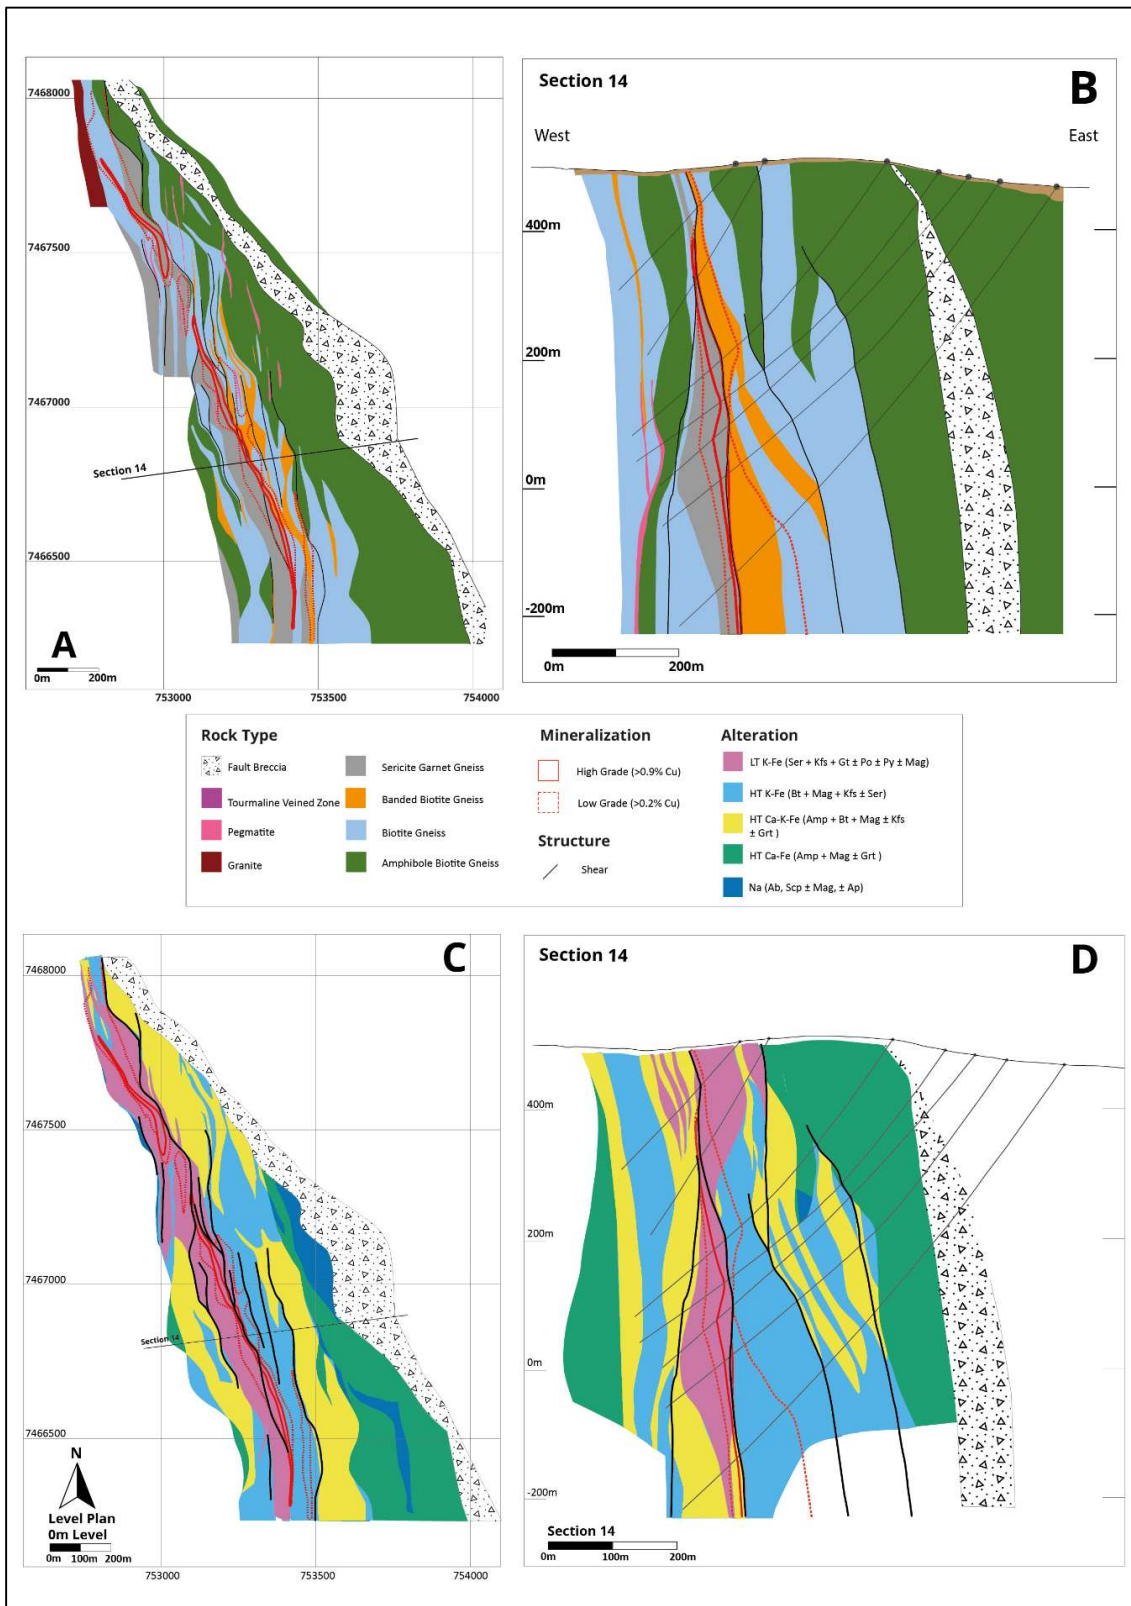 7468000
7467500
7467000
7466500
Section 14
A
0m 200m
753000 753500 754000
Section 14
B
West East
400m
200m
0m
-200m
0m 200m
Rock Type
Fault Breccia
Tourmaline Veined Zone
Pegmatite
Granite
Sericite Garnet Gneiss
Banded Biotite Gneiss
Biotite Gneiss
Amphibole Biotite Gneiss
Mineralization
High Grade (>0.9% Cu)
Low Grade (>0.2% Cu)
Structure
Shear
Alteration
LT K-Fe (Ser + Kfs + Gt ± Po ± Py ± Mag)
HT K-Fe (Bt + Mag + Kfs ± Ser)
HT Ca-K-Fe (Amp + Bt + Mag ± Kfs
± Grt )
HT Ca-Fe (Amp + Mag ± Grt )
Na (Ab, Scp ± Mag, ± Ap)
C
7468000
7467500
7467000
7466500
Section 14
N
Level Plan
0m Level
0m 100m 200m
753000 753500 754000
Section 14
D
400m
200m
0m
-200m
Section 14
0m 100m 200m